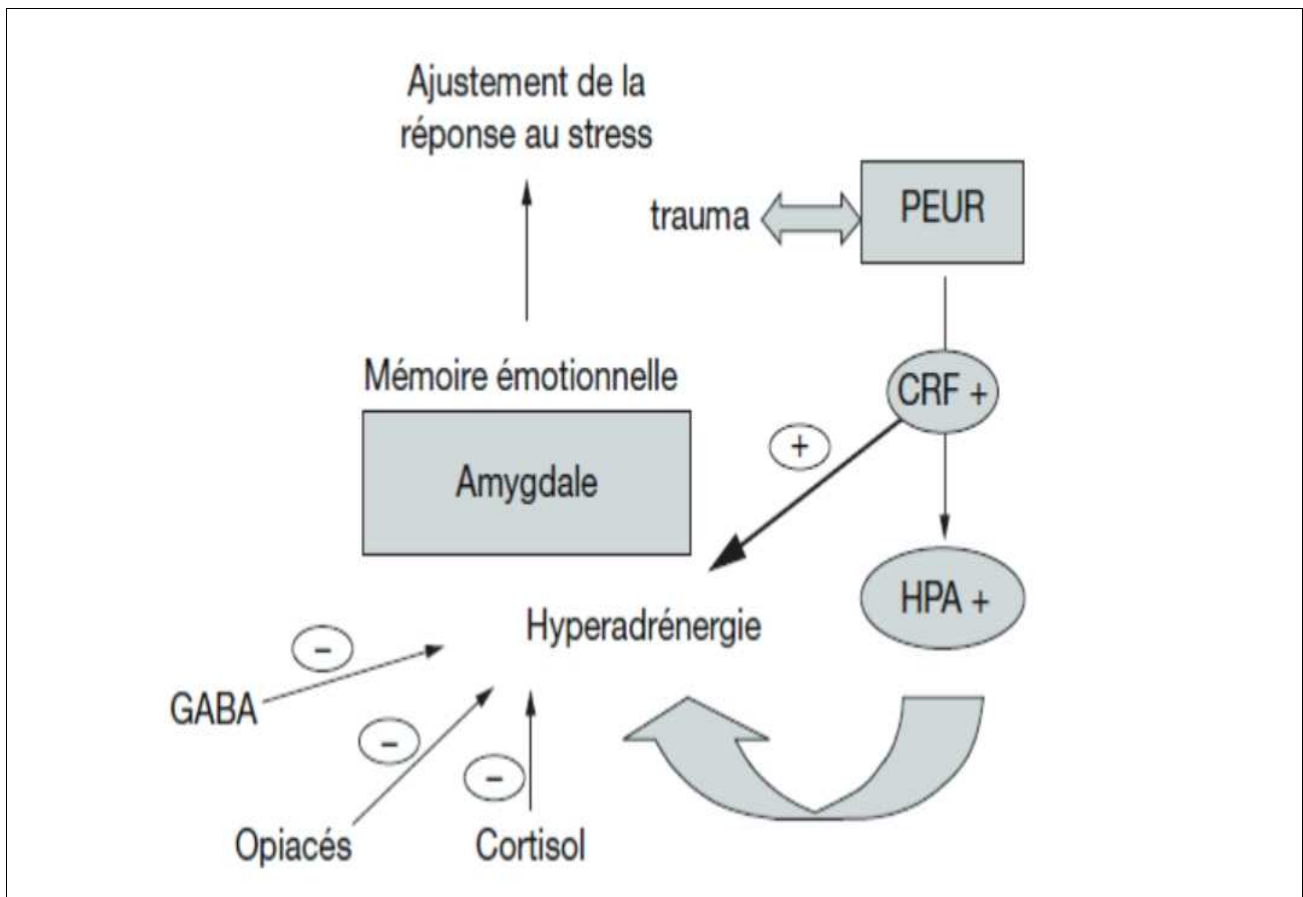 Ajustement de la
réponse au stress
trauma
PEUR
Mémoire émotionnelle
CRF +
+
Amygdale
HPA +
Hyperadrénergie
–
GABA
–
–
Opiacés
Cortisol